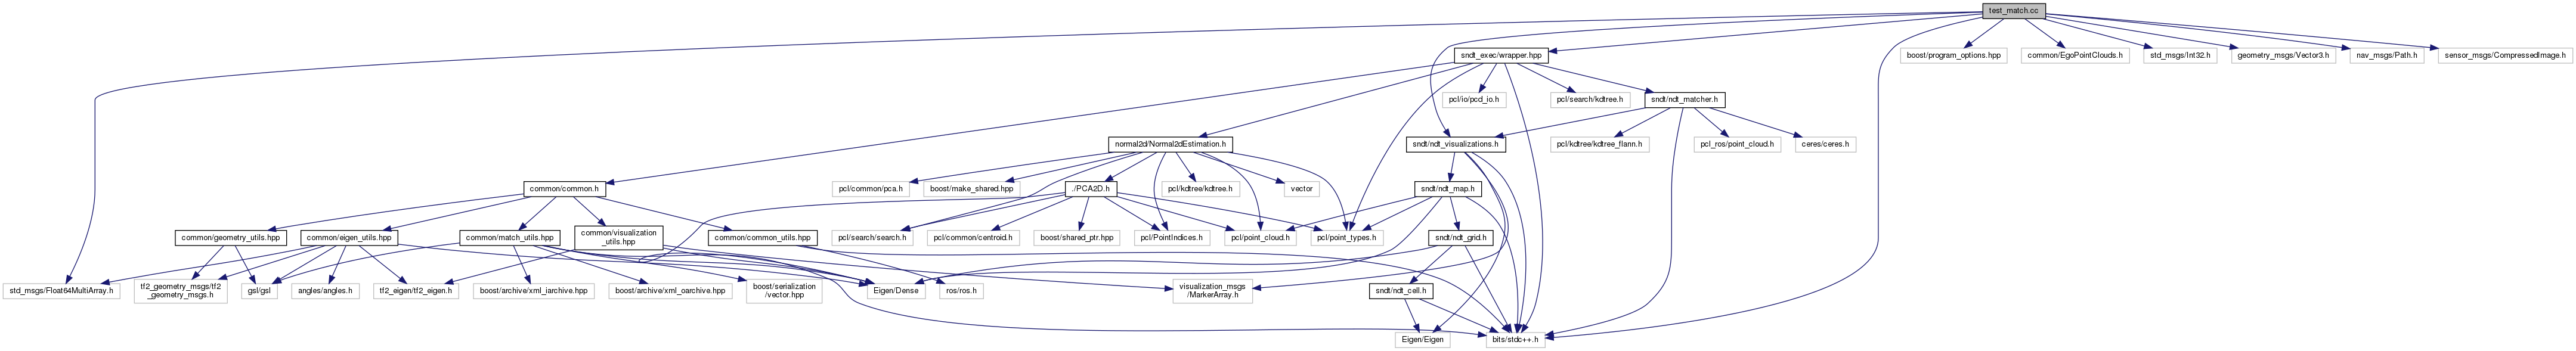 test_match.cc
sndt_exec/wrapper.hpp
boost/program_options.hpp
common/EgoPointClouds.h
std_msgs/Int32.h
geometry_msgs/Vector3.h
nav_msgs/Path.h
sensor_msgs/CompressedImage.h
pcl/io/pcd_io.h
pcl/search/kdtree.h
sndt/ndt_matcher.h
normal2d/Normal2dEstimation.h
sndt/ndt_visualizations.h
pcl/kdtree/kdtree_flann.h
pcl_ros/point_cloud.h
ceres/ceres.h
common/common.h
pcl/common/pca.h
boost/make_shared.hpp
./PCA2D.h
pcl/kdtree/kdtree.h
vector
sndt/ndt_map.h
common/geometry_utils.hpp
common/eigen_utils.hpp
common/match_utils.hpp
common/visualization
_utils.hpp
common/common_utils.hpp
pcl/search/search.h
pcl/common/centroid.h
boost/shared_ptr.hpp
pcl/PointIndices.h
pcl/point_cloud.h
pcl/point_types.h
sndt/ndt_grid.h
std_msgs/Float64MultiArray.h
tf2_geometry_msgs/tf2
_geometry_msgs.h
gsl/gsl
angles/angles.h
tf2_eigen/tf2_eigen.h
boost/archive/xml_iarchive.hpp
boost/archive/xml_oarchive.hpp
boost/serialization
/vector.hpp
Eigen/Dense
ros/ros.h
visualization_msgs
/MarkerArray.h
sndt/ndt_cell.h
Eigen/Eigen
bits/stdc++.h